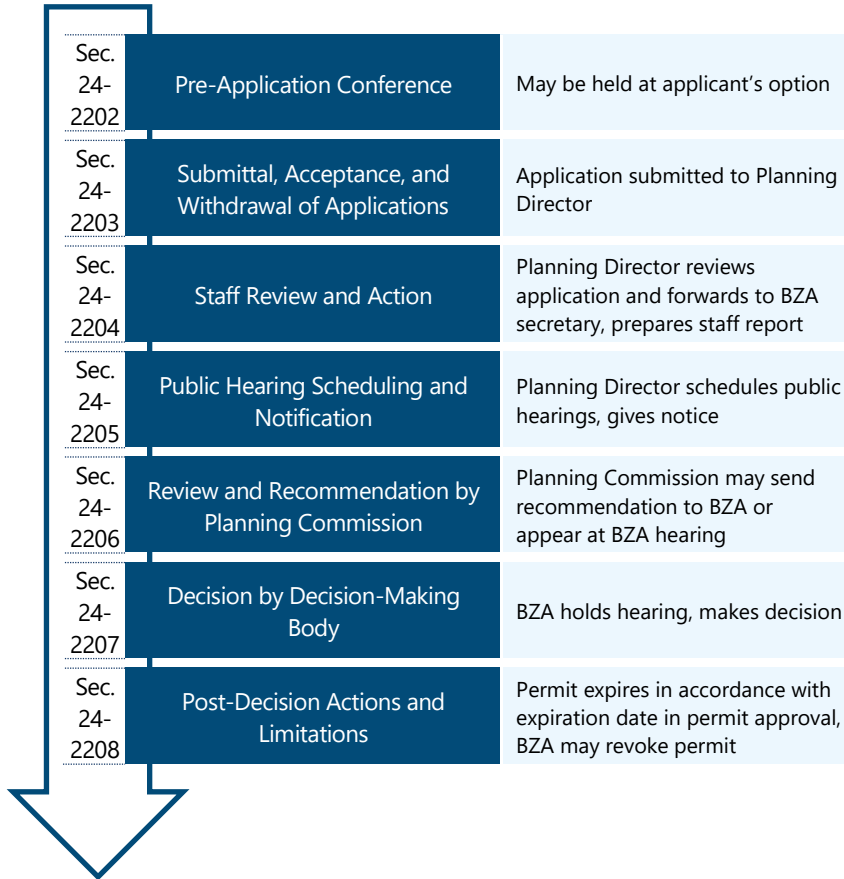 Sec.
24-
2202
Pre-Application Conference
May be held at applicant’s option
Sec.
24-
2203
Submittal, Acceptance, and
Withdrawal of Applications
Application submitted to Planning
Director
Sec.
24-
2204
Staff Review and Action
Planning Director reviews
application and forwards to BZA
secretary, prepares staff report
Sec.
24-
2205
Public Hearing Scheduling and
Notification
Planning Director schedules public
hearings, gives notice
Sec.
24-
2206
Review and Recommendation by
Planning Commission
Planning Commission may send
recommendation to BZA or
appear at BZA hearing
Sec.
24-
2207
Decision by Decision-Making
Body
BZA holds hearing, makes decision
Sec.
24-
2208
Post-Decision Actions and
Limitations
Permit expires in accordance with
expiration date in permit approval,
BZA may revoke permit